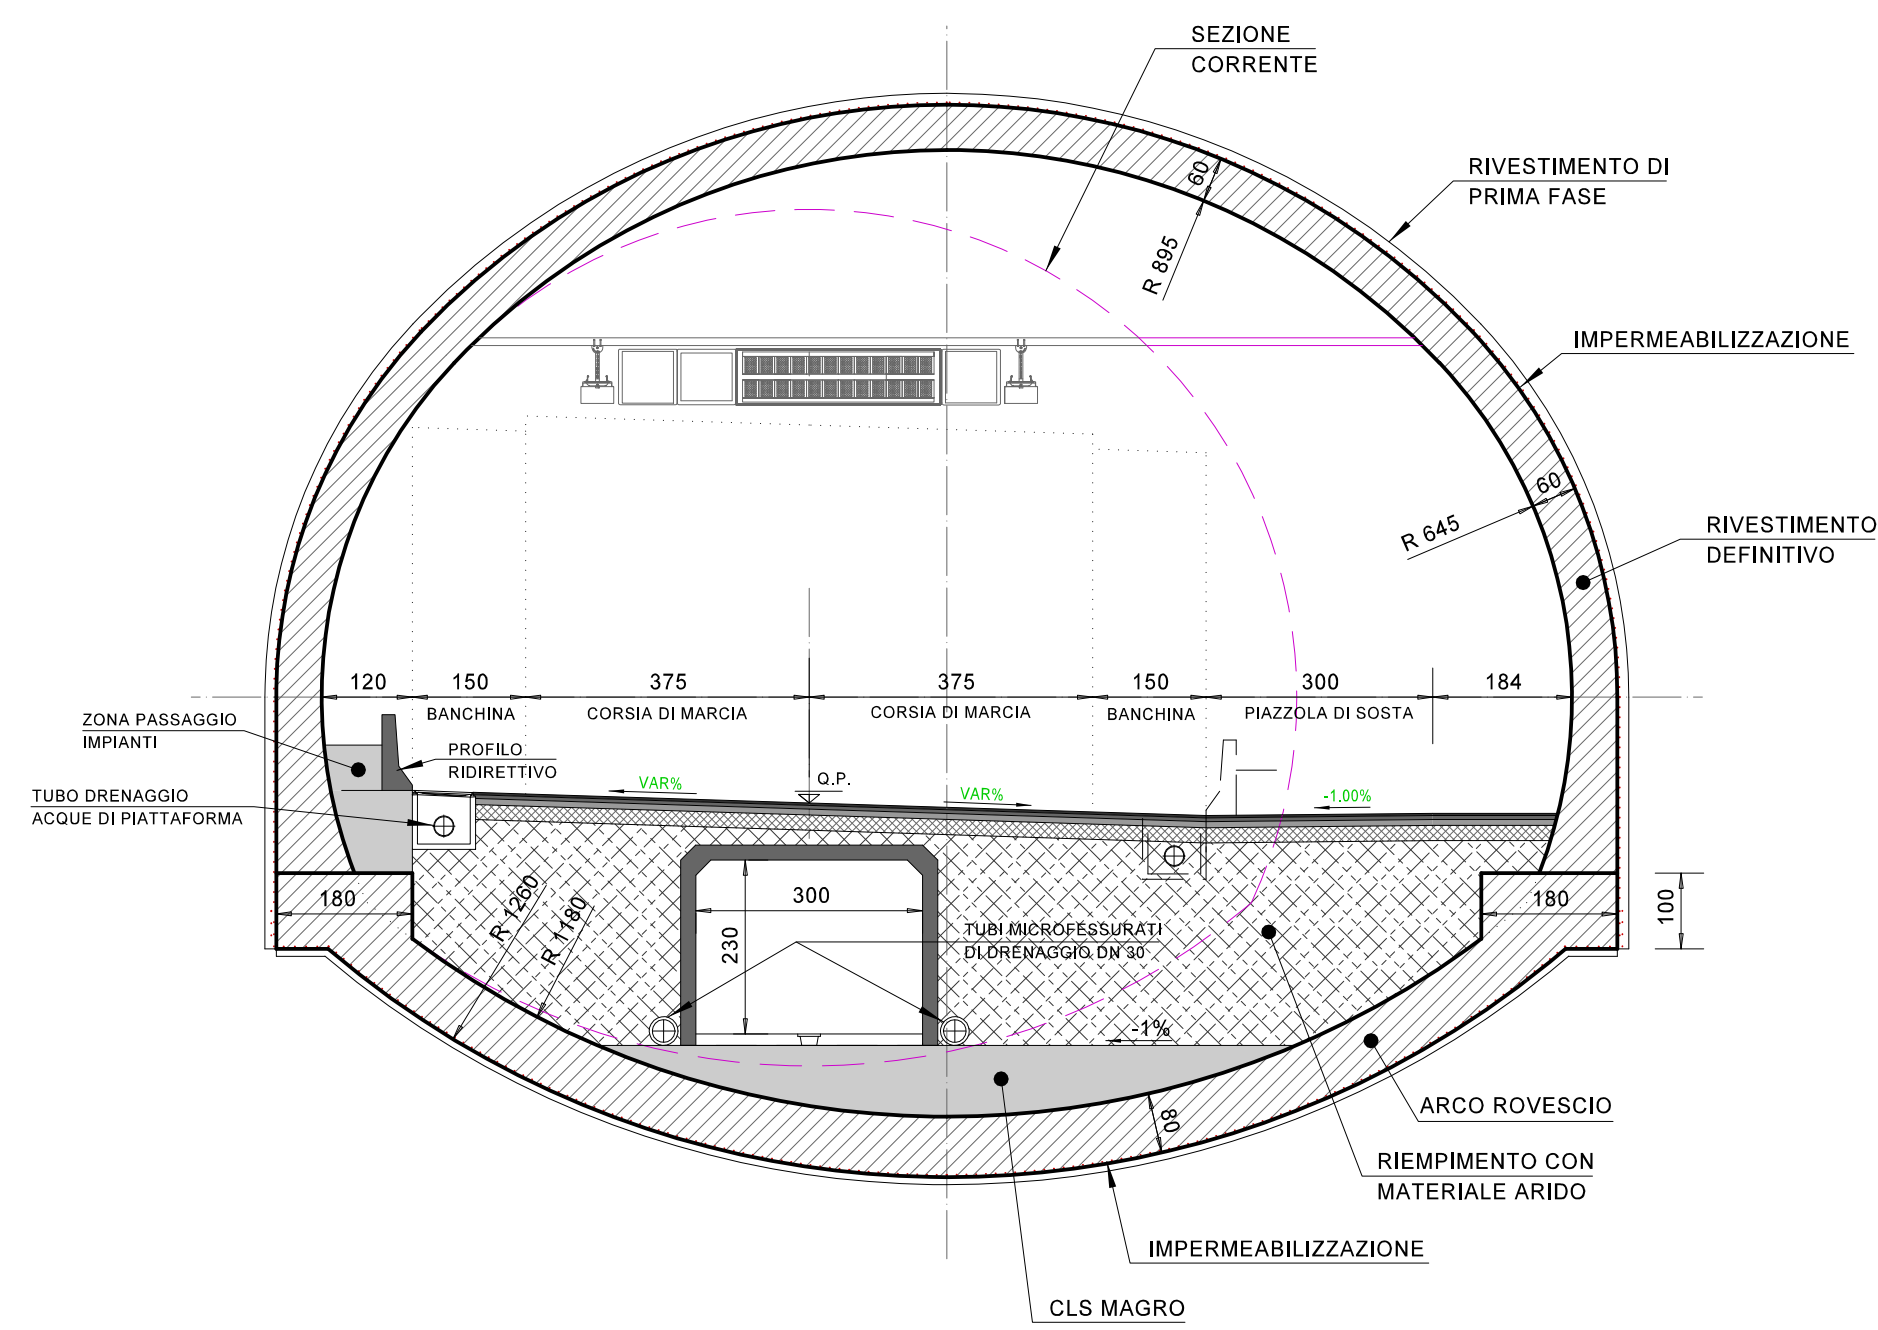 SEZIONE
CORRENTE
RIVESTIMENTO DI
PRIMA FASE
60
R 895
IMPERMEABILIZZAZIONE
60
R 645
RIVESTIMENTO
DEFINITIVO
120
150
375
375
150
300
184
BANCHINA
CORSIA DI MARCIA
CORSIA DI MARCIA
BANCHINA
PIAZZOLA DI SOSTA
ZONA PASSAGGIO
IMPIANTI
PROFILO
RIDIRETTIVO
VAR%
Q.P.
VAR%
-1.00%
TUBO DRENAGGIO
ACQUE DI PIATTAFORMA
180
R 1260
R 1180
300
230
180
100
TUBI MICROFESSURATI
DI DRENAGGIO DN 30
-1%
80
ARCO ROVESCIO
RIEMPIMENTO CON
MATERIALE ARIDO
IMPERMEABILIZZAZIONE
CLS MAGRO